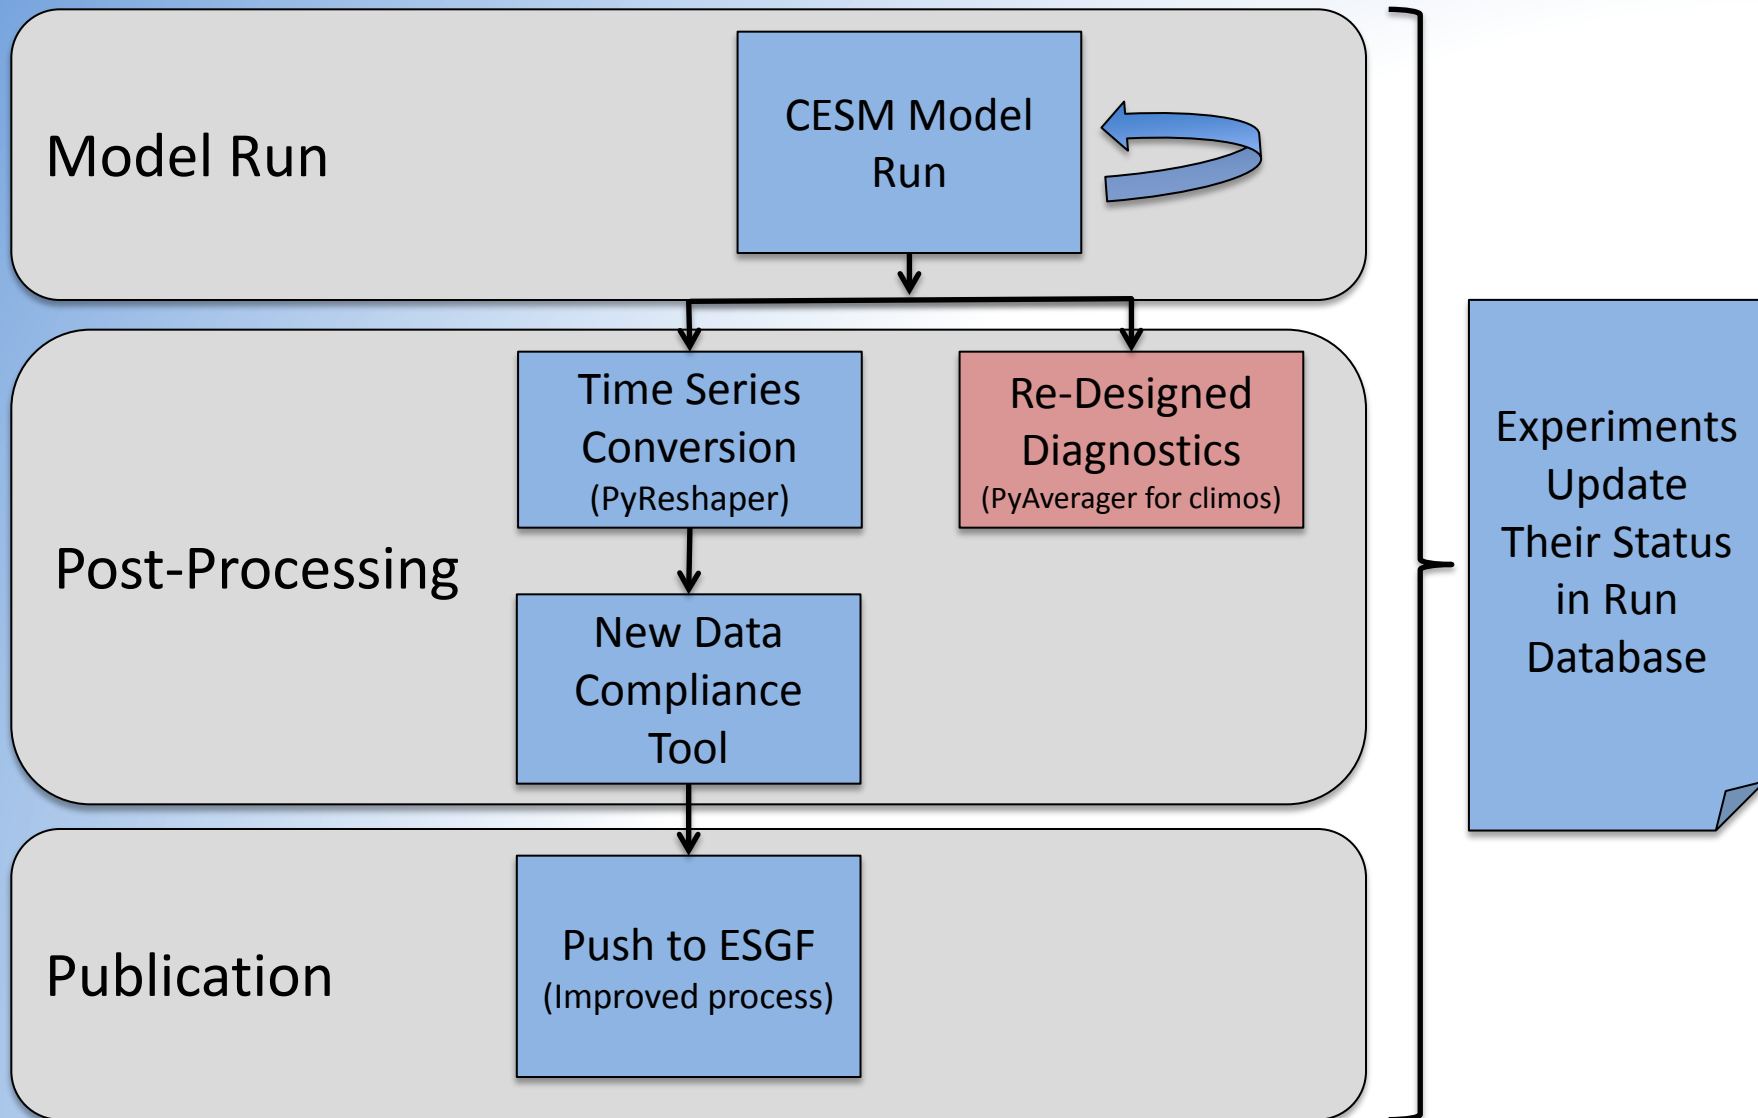 Model Run
CESM Model
Run
Post-Processing
Time Series
Conversion
(PyReshaper)
Re-Designed
Diagnostics
(PyAverager for climos)
New Data
Compliance
Tool
Publication
Push to ESGF
(Improved process)
Experiments
Update
Their Status
in Run
Database